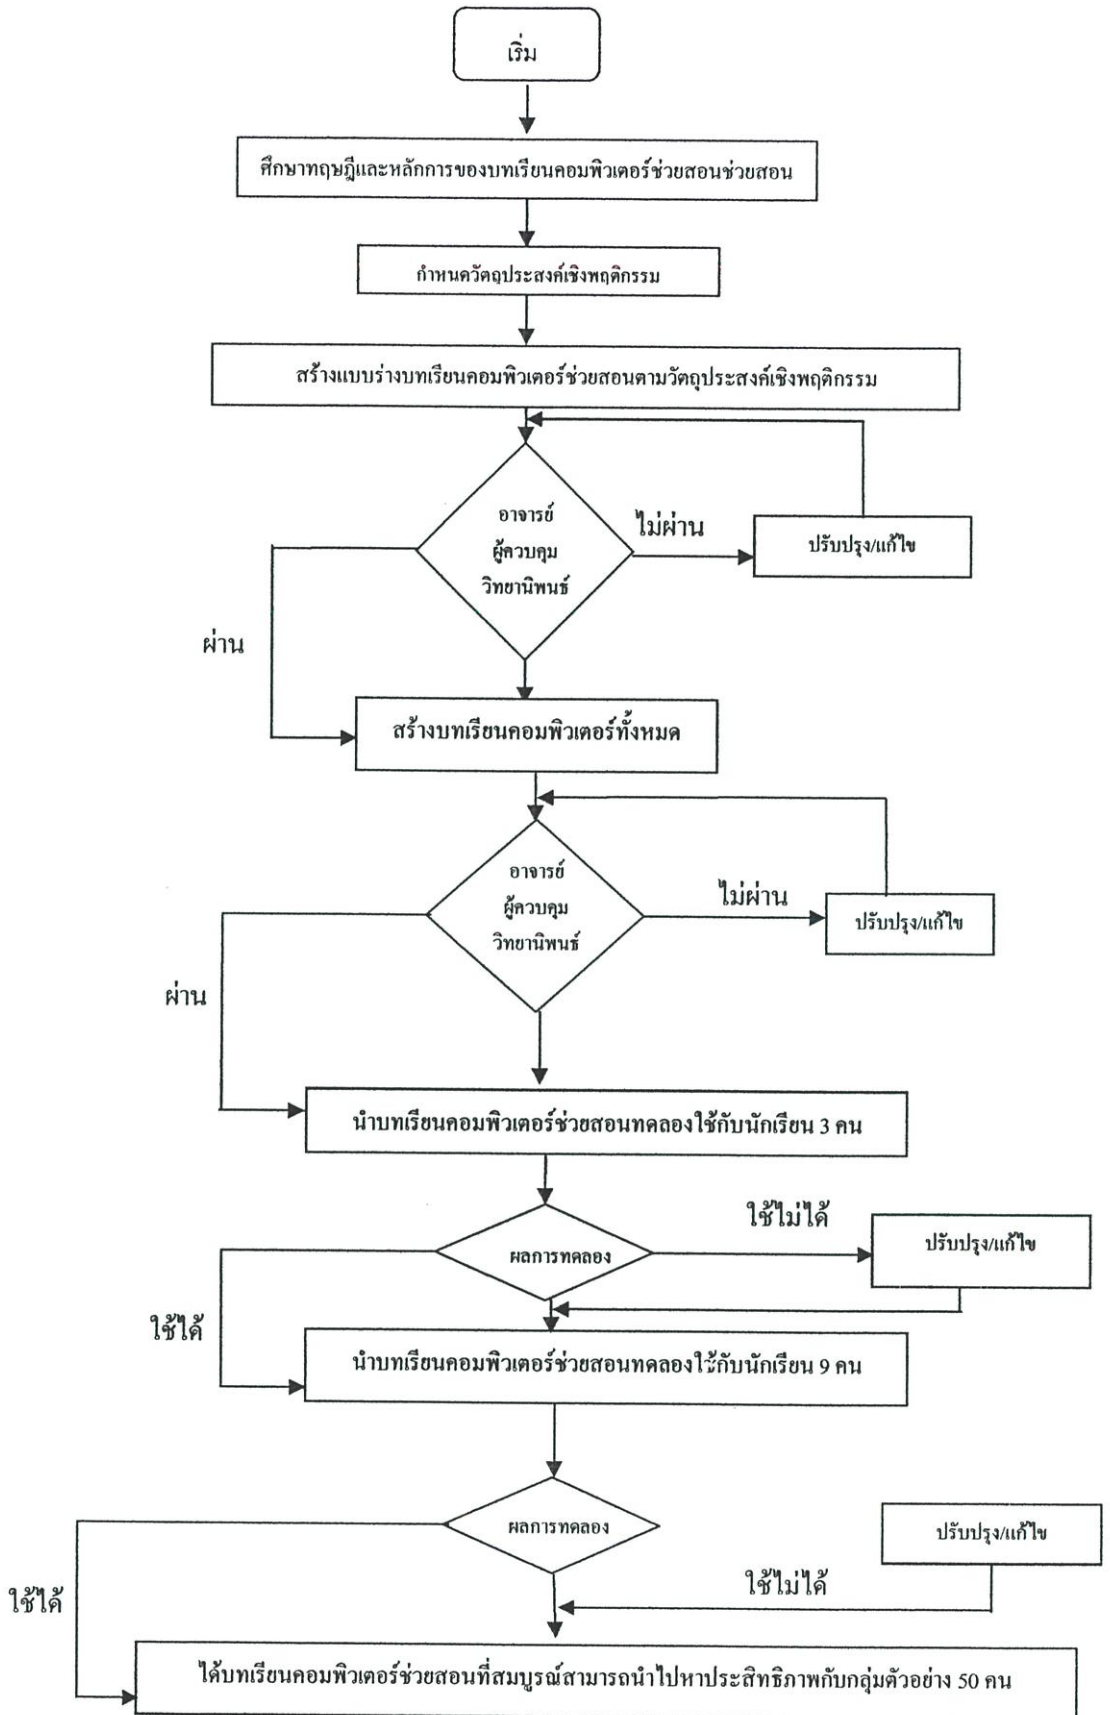 เริ่ม
ศึกษาทฤษฎีและหลักการของบทเรียนคอมพิวเตอร์ช่วยสอนช่วยสอน
กำหนดวัตถุประสงค์เชิงพฤติกรรม
สร้างแบบร่างบทเรียนคอมพิวเตอร์ช่วยสอนตามวัตถุประสงค์เชิงพฤติกรรม
อาจารย์
ผู้ควบคุม
วิทยานิพนธ์
ไม่ผ่าน
ปรับปรุง/แก้ไข
ผ่าน
สร้างบทเรียนคอมพิวเตอร์ทั้งหมด
อาจารย์
ผู้ควบคุม
วิทยานิพนธ์
ไม่ผ่าน
ปรับปรุง/แก้ไข
ผ่าน
นำบทเรียนคอมพิวเตอร์ช่วยสอนทดลองใช้กับนักเรียน 3 คน
ใช้ไม่ได้
ปรับปรุง/แก้ไข
ผลการทดลอง
ใช้ได้
นำบทเรียนคอมพิวเตอร์ช่วยสอนทดลองใช้กับนักเรียน 9 คน
ผลการทดลอง
ปรับปรุง/แก้ไข
ใช้ไม่ได้
ใช้ได้
ได้บทเรียนคอมพิวเตอร์ช่วยสอนที่สมบูรณ์สามารถนำไปหาประสิทธิภาพกับกลุ่มตัวอย่าง 50 คน